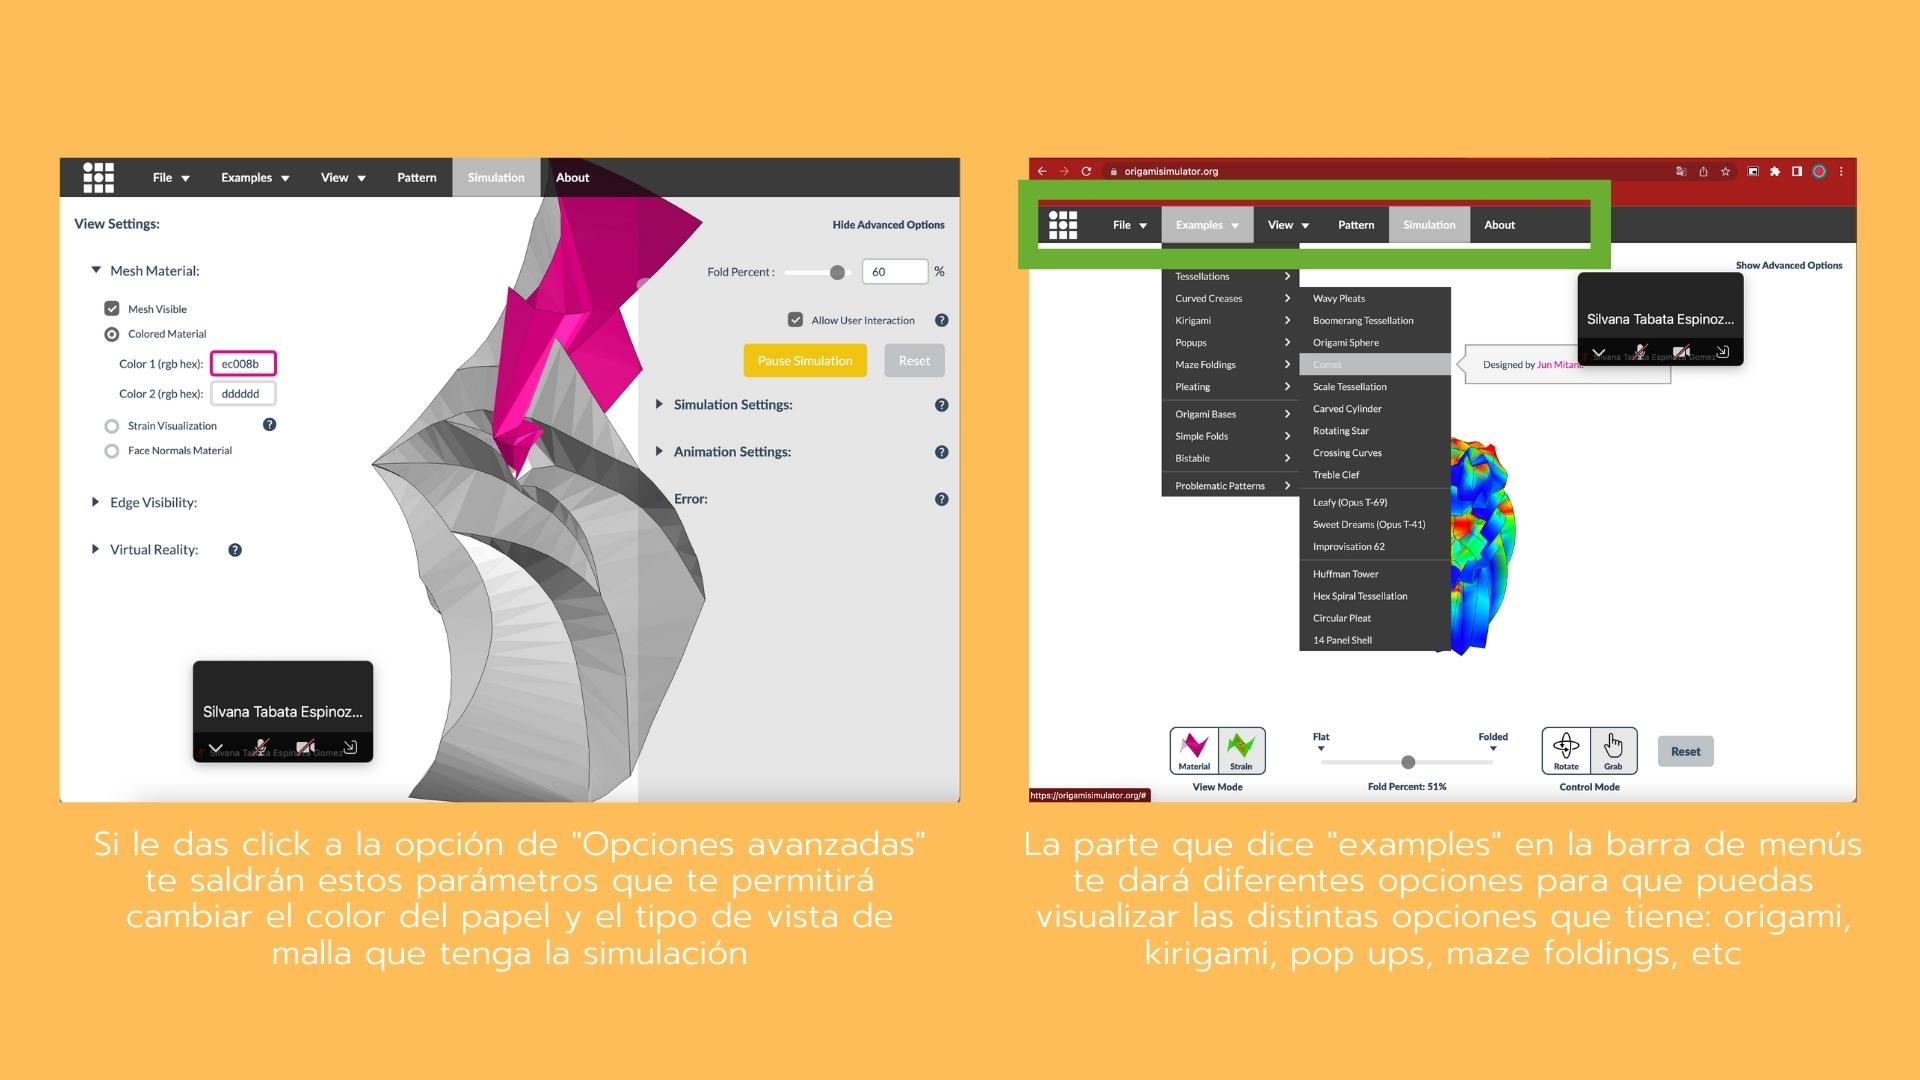 File
Examples
View
Pattern
Simulation
About
View Settings:
Hide Advanced Options
Mesh Material:
Mesh Visible
Colored Material
Color 1 (rgb hex): ec008b
Color 2 (rgb hex): dddddd
Strain Visualization ?
Face Normals Material
Edge Visibility:
Virtual Reality: ?
Fold Percent : 60 %
Allow User Interaction ?
Pause Simulation
Reset
Simulation Settings: ?
Animation Settings: ?
Error: ?
Silvana Tabata Espinoz...
Silvana Tabata Espinoza Gomez
Si le das click a la opción de "Opciones avanzadas"
te saldrán estos parámetros que te permitirá
cambiar el color del papel y el tipo de vista de
malla que tenga la simulación
origamisimulator.org
File
Examples
View
Pattern
Simulation
About
Show Advanced Options
Tessellations
Curved Creases
Kirigami
Popups
Maze Foldings
Pleating
Origami Bases
Simple Folds
Bistable
Problematic Patterns
Wavy Pleats
Boomerang Tessellation
Origami Sphere
Comet
Scale Tessellation
Carved Cylinder
Rotating Star
Crossing Curves
Treble Clef
Leafy (Opus T-69)
Sweet Dreams (Opus T-41)
Improvisation 62
Huffman Tower
Hex Spiral Tessellation
Circular Pleat
14 Panel Shell
Designed by Jun Mitani.
Silvana Tabata Espinoz...
Silvana Tabata Espinoza Gomez
Material
Strain
View Mode
Flat
Folded
Fold Percent: 51%
Rotate
Grab
Control Mode
Reset
https://origamisimulator.org/#
La parte que dice "examples" en la barra de menús
te dará diferentes opciones para que puedas
visualizar las distintas opciones que tiene: origami,
kirigami, pop ups, maze foldings, etc